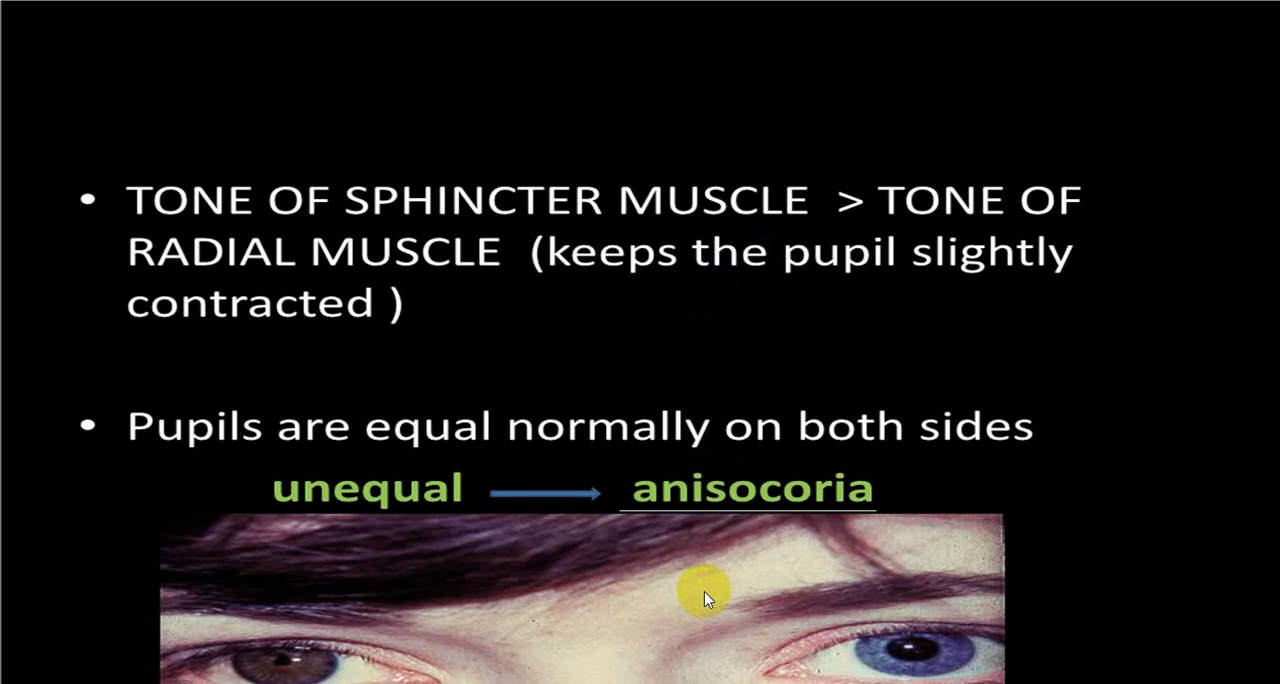 • TONE OF SPHINCTER MUSCLE > TONE OF
RADIAL MUSCLE (keeps the pupil slightly
contracted )
• Pupils are equal normally on both sides
unequal → anisocoria